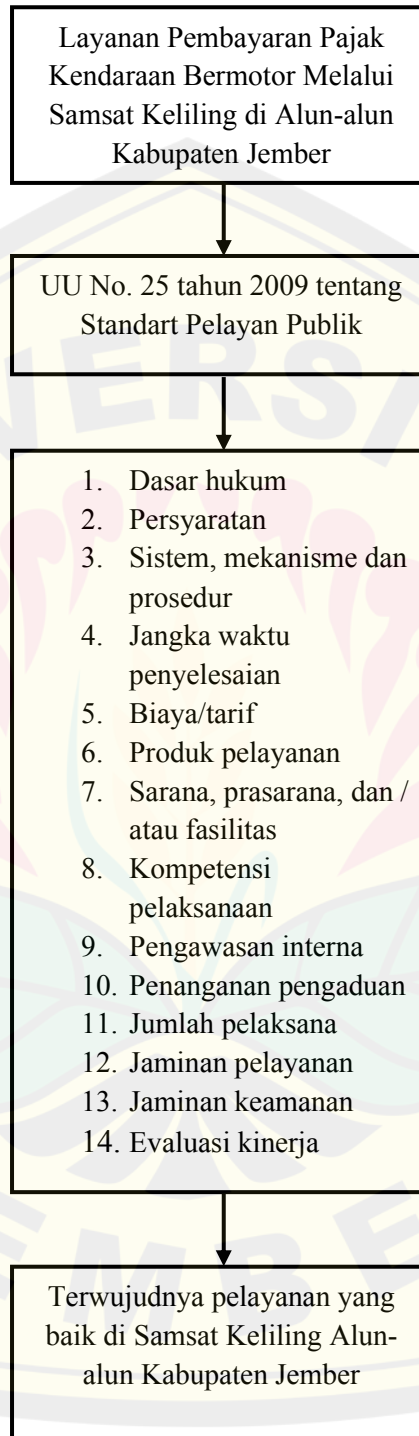 Layanan Pembayaran Pajak
Kendaraan Bermotor Melalui
Samsat Keliling di Alun-alun
Kabupaten Jember
UU No. 25 tahun 2009 tentang
Standart Pelayan Publik
1. Dasar hukum
2. Persyaratan
3. Sistem, mekanisme dan
prosedur
4. Jangka waktu
penyelesaian
5. Biaya/tarif
6. Produk pelayanan
7. Sarana, prasarana, dan /
atau fasilitas
8. Kompetensi
pelaksanaan
9. Pengawasan interna
10. Penanganan pengaduan
11. Jumlah pelaksana
12. Jaminan pelayanan
13. Jaminan keamanan
14. Evaluasi kinerja
Terwujudnya pelayanan yang
baik di Samsat Keliling Alun-
alun Kabupaten Jember